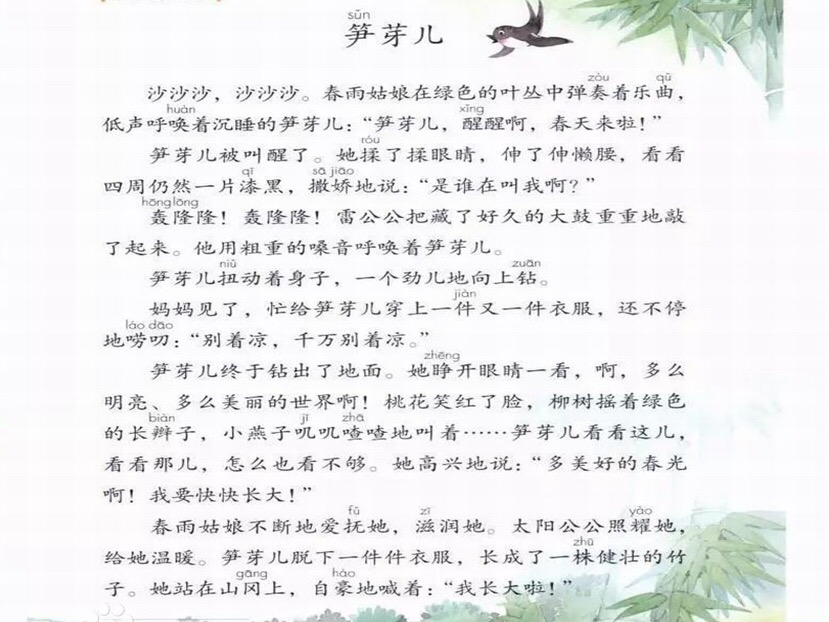 sǔn
笋芽儿
zòu qǔ
沙沙沙，沙沙沙。春雨姑娘在绿色的叶丛中弹奏着乐曲，
huàn xǐng
低声呼唤着沉睡的笋芽儿：“笋芽儿，醒醒啊，春天来啦！”
róu
笋芽儿被叫醒了。她揉了揉眼睛，伸了伸懒腰，看看
qī sā jiāo
四周仍然一片漆黑，撒娇地说：“是谁在叫我啊？”
hōng lōng
轰隆隆！轰隆隆！雷公公把藏了好久的大鼓重重地敲
了起来。他用粗重的嗓音呼唤着笋芽儿。
niǔ zuān
笋芽儿扭动着身子，一个劲儿地向上钻。
jiàn
妈妈见了，忙给笋芽儿穿上一件又一件衣服，还不停
láo dāo
地唠叨：“别着凉，千万别着凉。”
zhēng
笋芽儿终于钻出了地面。她睁开眼睛一看，啊，多么
明亮、多么美丽的世界啊！桃花笑红了脸，柳树摇着绿色
biàn jī zhā
的长辫子，小燕子叽叽喳喳地叫着……笋芽儿看看这儿，
看看那儿，怎么也看不够。她高兴地说：“多美好的春光
啊！我要快快长大！”
fǔ zī yào
春雨姑娘不断地爱抚她，滋润她。太阳公公照耀她，
zhū
给她温暖。笋芽儿脱下一件件衣服，长成了一株健壮的竹
gāng háo
子。她站在山冈上，自豪地喊着：“我长大啦！”